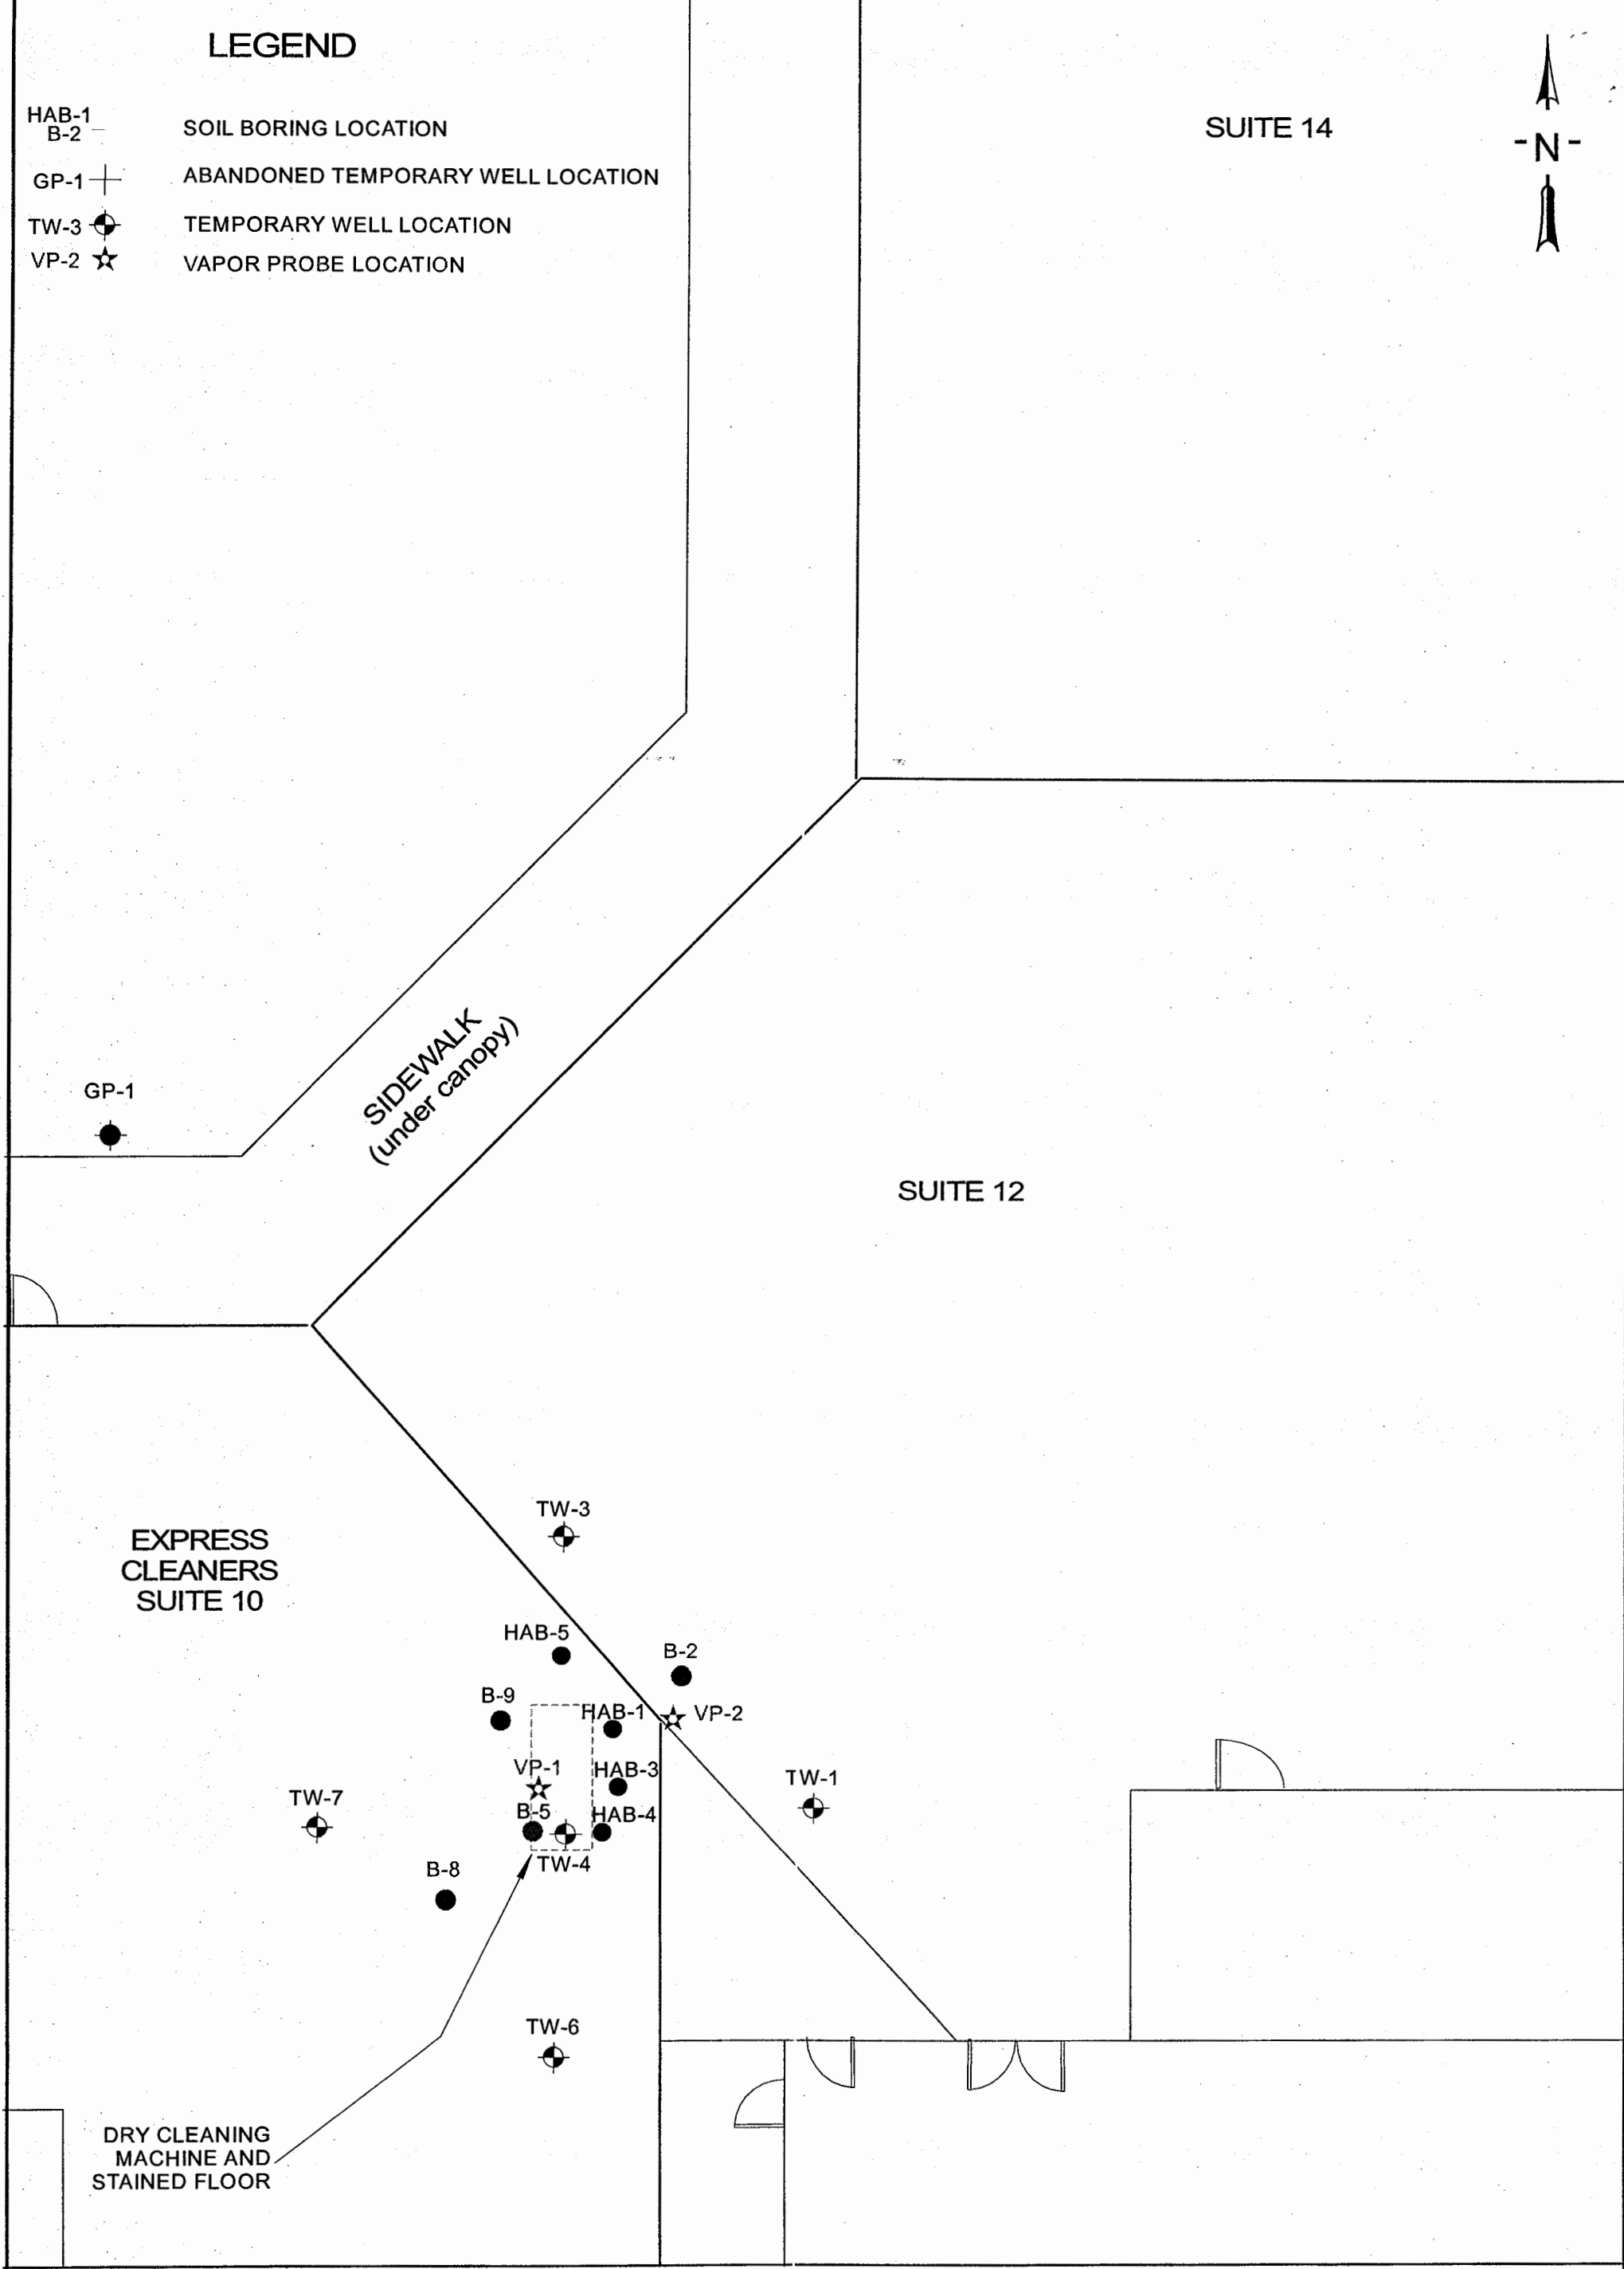 LEGEND
HAB-1
B-2
SOIL BORING LOCATION
GP-1
ABANDONED TEMPORARY WELL LOCATION
TW-3
TEMPORARY WELL LOCATION
VP-2
VAPOR PROBE LOCATION
SUITE 14
-N-
SIDEWALK
(under canopy)
GP-1
SUITE 12
TW-3
EXPRESS
CLEANERS
SUITE 10
HAB-5
B-2
B-9
HAB-1
VP-2
VP-1
HAB-3
TW-1
TW-7
B-5
HAB-4
TW-4
B-8
TW-6
DRY CLEANING
MACHINE AND
STAINED FLOOR